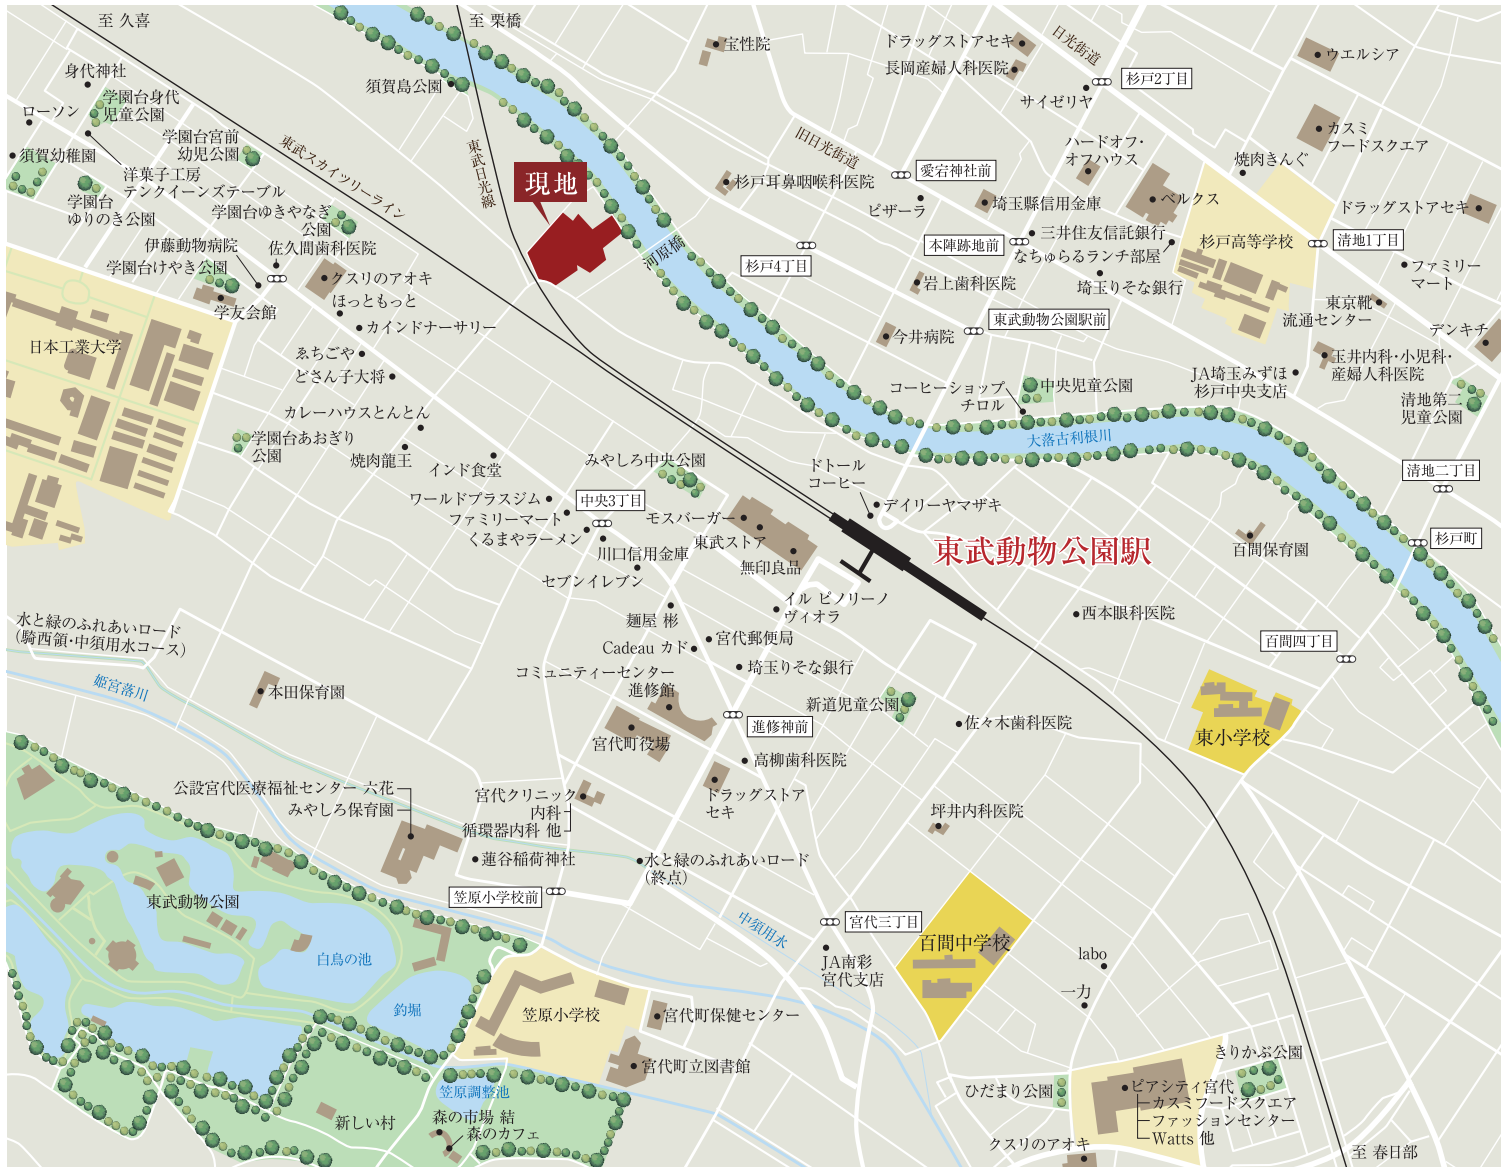 至 久喜
至 栗橋
宝性院
ドラッグストアセキ
長岡産婦人科医院
日光街道
杉戸2丁目
サイゼリヤ
ウエルシア
カスミ
フードスクエア
身代神社
須賀島公園
学園台身代
児童公園
ローソン
学園台宮前
幼児公園
東武スカイツリーライン
東武日光線
旧日光街道
ハードオフ・
オフハウス
焼肉きんぐ
須賀幼稚園
洋菓子工房
テンクイーンズテーブル
現地
杉戸耳鼻咽喉科医院
愛宕神社前
ピザーラ
埼玉縣信用金庫
ベルクス
ドラッグストアセキ
学園台
ゆりのき公園
学園台ゆきやなぎ
公園
伊藤動物病院
佐久間歯科医院
学園台けやき公園
クスリのアオキ
ほっともっと
学友会館
カインドナーサリー
河原橋
杉戸4丁目
本陣跡地前
三井住友信託銀行
なちゅらるランチ部屋
杉戸高等学校
清地1丁目
岩上歯科医院
埼玉りそな銀行
ファミリー
マート
東武動物公園駅前
東京靴
流通センター
デンキチ
今井病院
日本工業大学
ゑちごや
どさん子大将
コーヒーショップ
チロル
中央児童公園
JA埼玉みずほ
杉戸中央支店
玉井内科・小児科・
産婦人科医院
清地第二
児童公園
カレーハウスとんとん
学園台あおぎり
公園
焼肉龍王
インド食堂
みやしろ中央公園
大落古利根川
ドトール
コーヒー
清地二丁目
ワールドプラスジム
中央3丁目
ファミリーマート
くるまやラーメン
モスバーガー
東武ストア
デイリーヤマザキ
川口信用金庫
無印良品
東武動物公園駅
百間保育園
杉戸町
セブンイレブン
イル ピノリーノ
ヴィオラ
西本眼科医院
水と緑のふれあいロード
（騎西領・中須用水コース）
麺屋 彬
宮代郵便局
Cadeau カド
百間四丁目
姫宮落川
本田保育園
コミュニティーセンター
進修館
埼玉りそな銀行
新道児童公園
佐々木歯科医院
進修神前
宮代町役場
東小学校
高柳歯科医院
公設宮代医療福祉センター 六花
みやしろ保育園
宮代クリニック
内科
循環器内科 他
ドラッグストア
セキ
坪井内科医院
蓮谷稲荷神社
水と緑のふれあいロード
（終点）
笠原小学校前
東武動物公園
中須用水
宮代三丁目
百間中学校
白鳥の池
JA南彩
宮代支店
labo
一力
釣堀
笠原小学校
宮代町保健センター
宮代町立図書館
きりかぶ公園
笠原調整池
ひだまり公園
ピアシティ宮代
カスミフードスクエア
ファッションセンター
Watts 他
新しい村
森の市場 結
森のカフェ
クスリのアオキ
至 春日部